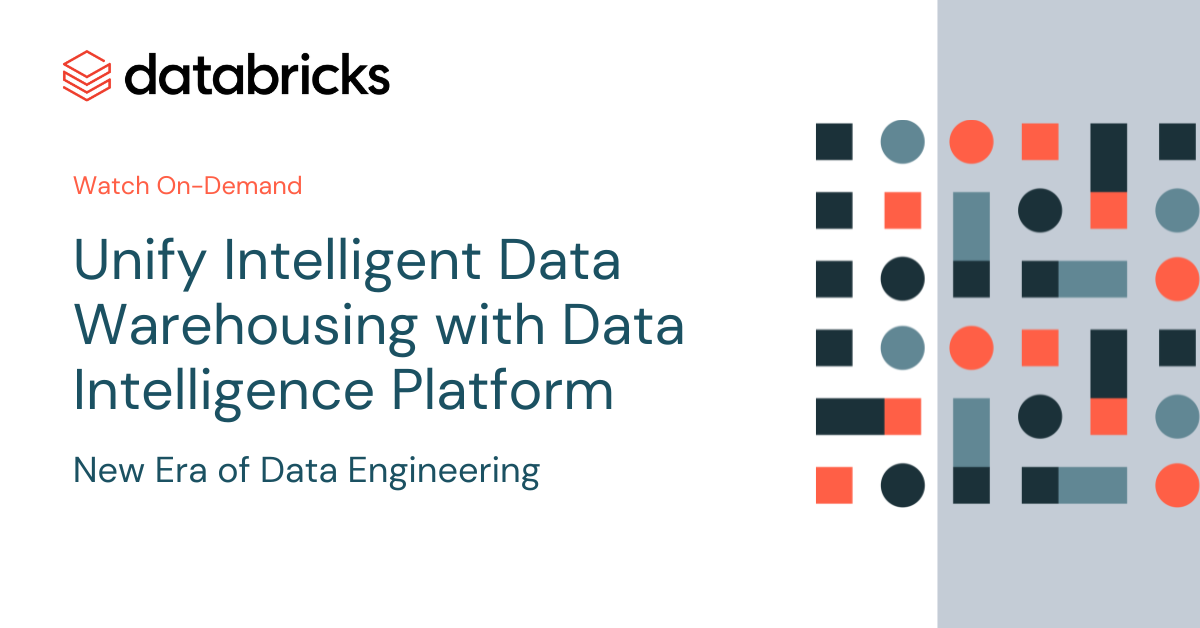 databricks
Watch On-Demand
Unify Intelligent Data
Warehousing with Data
Intelligence Platform
New Era of Data Engineering